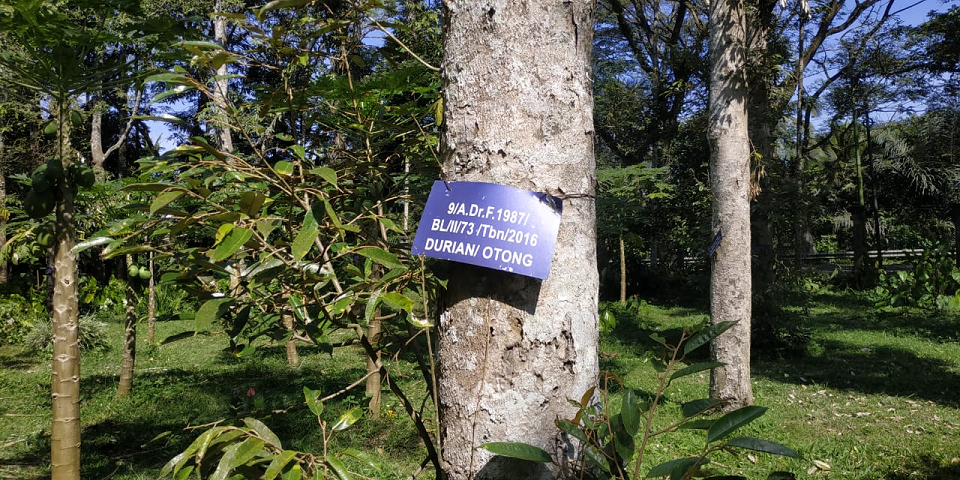 9/A.Dr.F.1987/
BL/II/73 /Tbn/2016
DURIAN/ OTONG